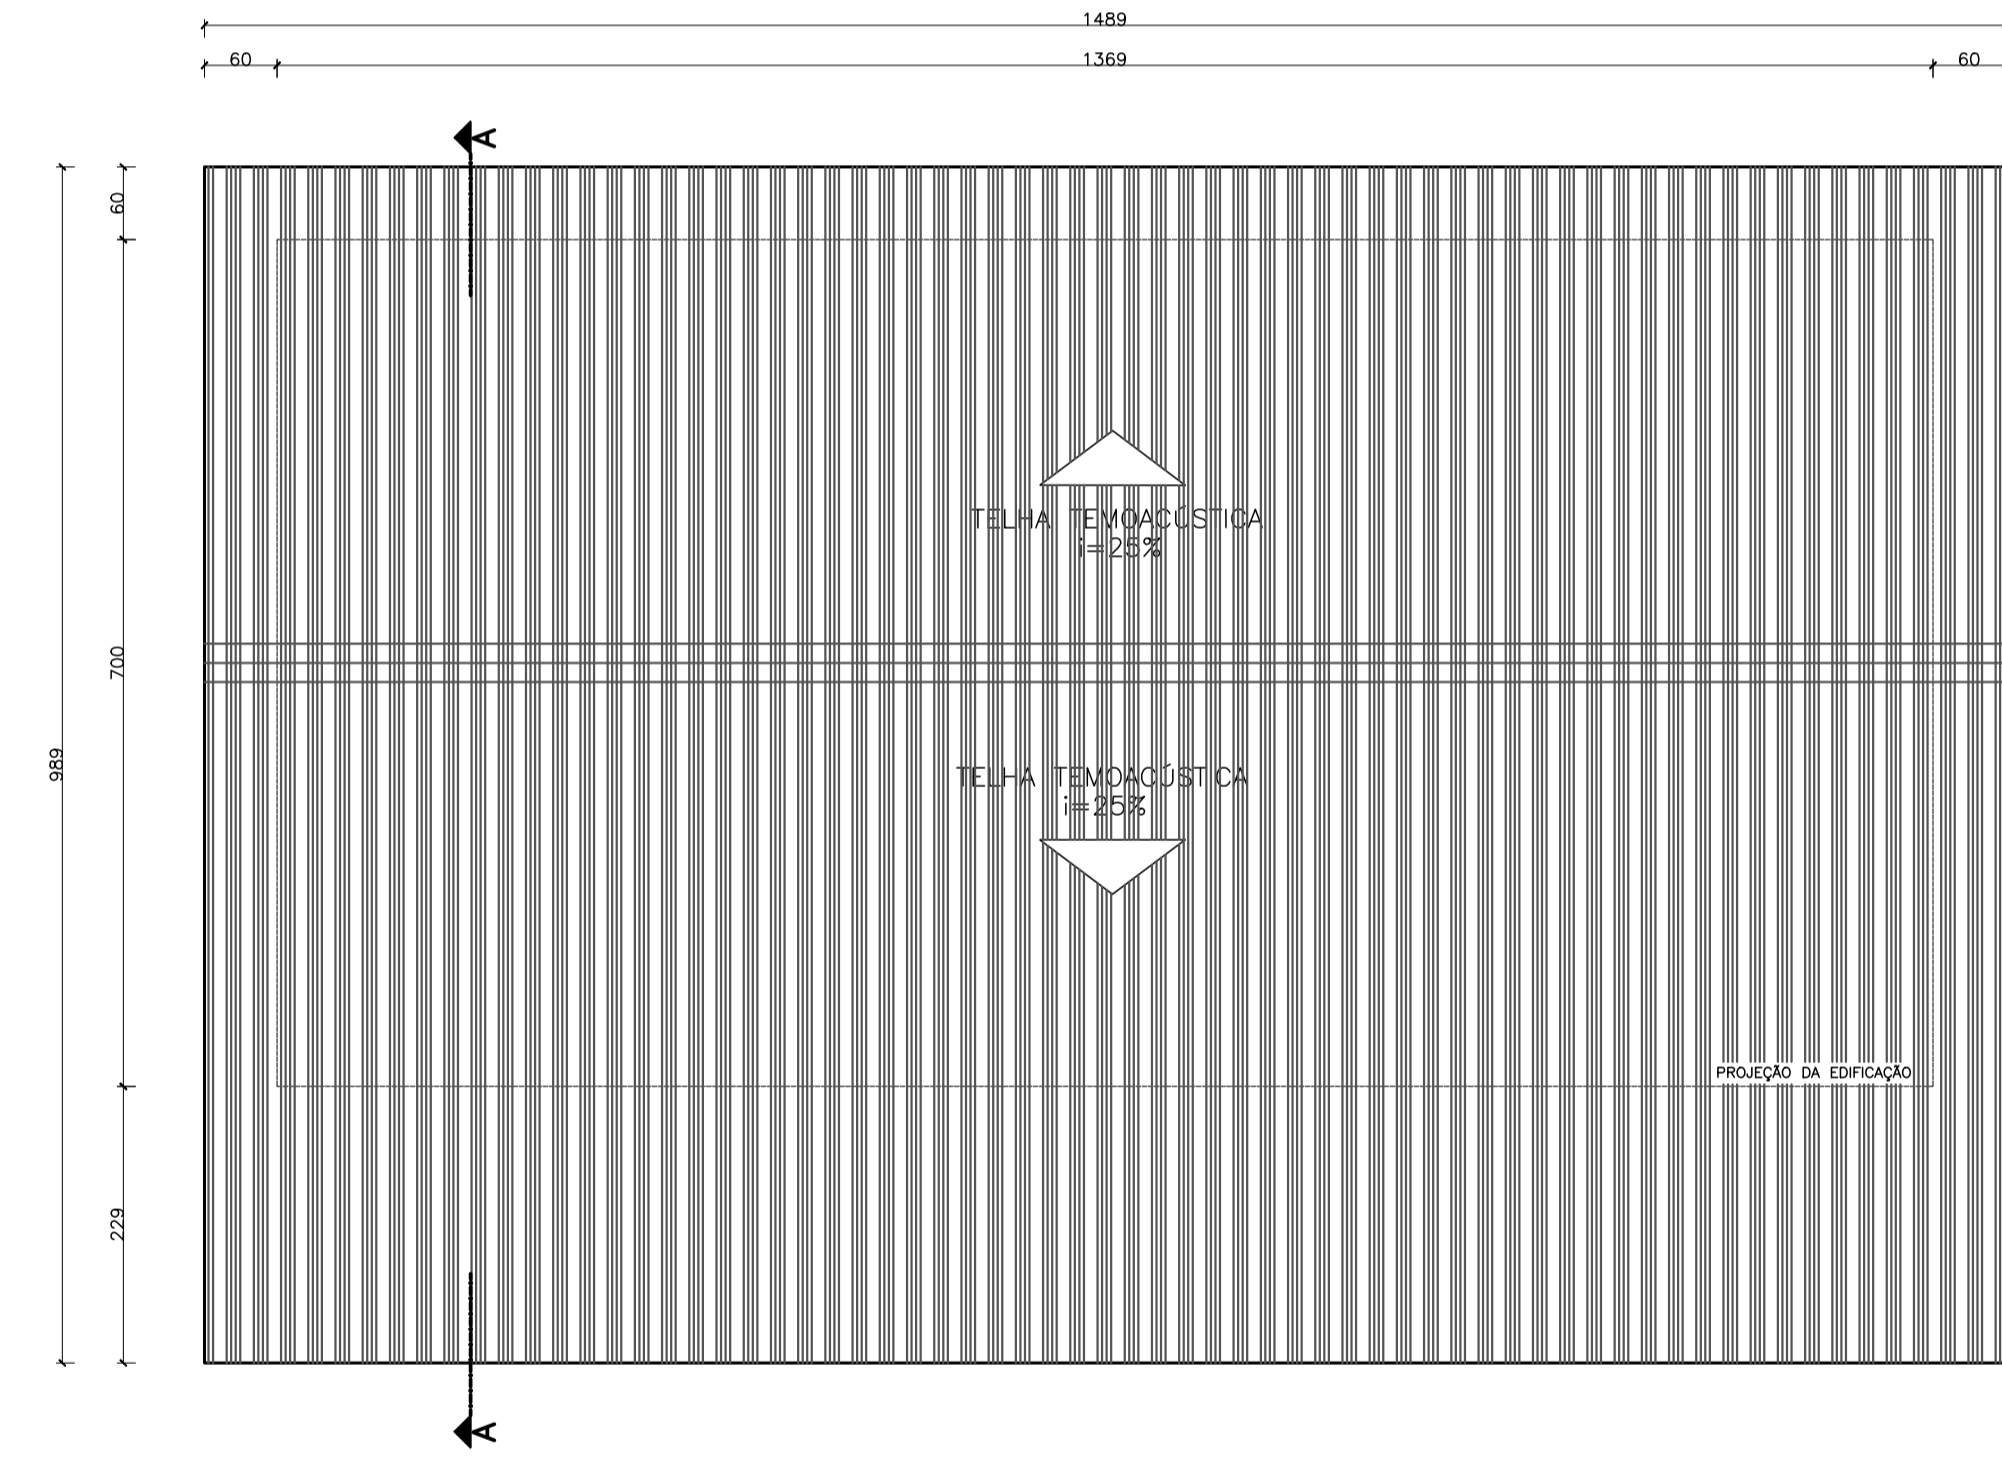 1489
60
1369
60
A
60
TELHA TEMOACÚSTICA
i=25%
700
989
TELHA TEMOACÚSTICA
i=25%
PROJEÇÃO DA EDIFICAÇÃO
229
A